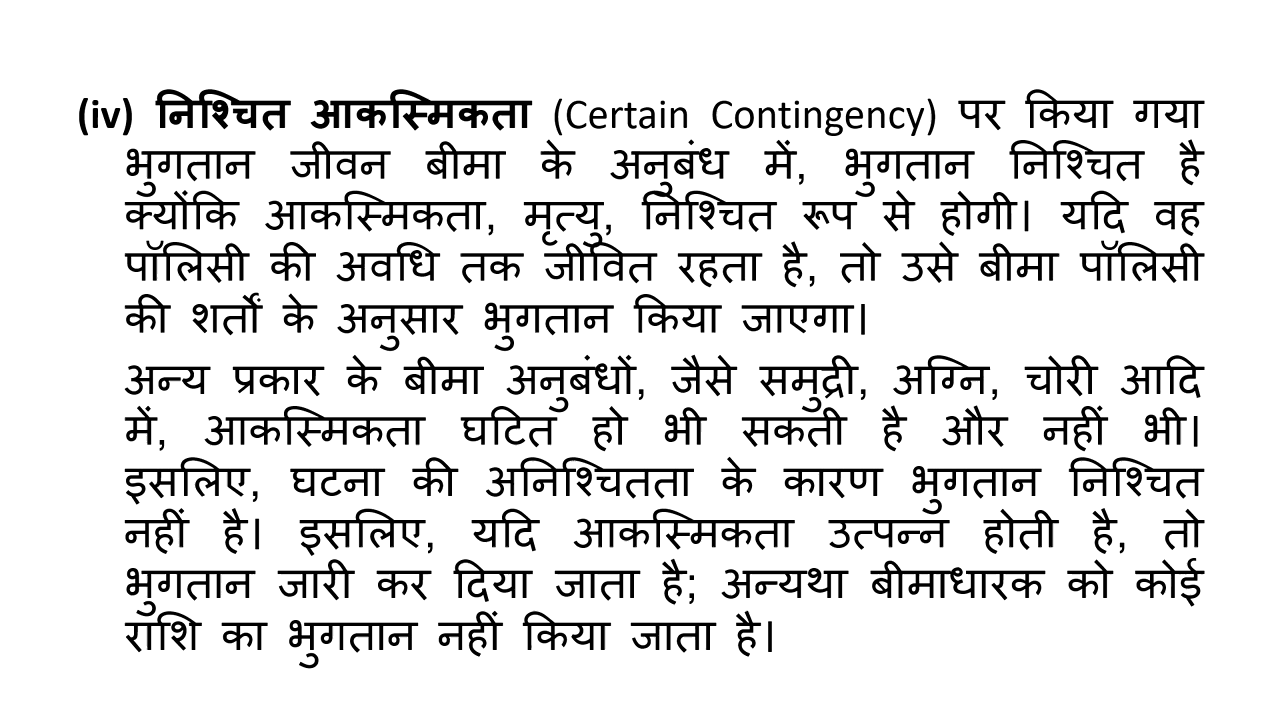 (iv) निश्चित आकस्मिकता (Certain Contingency) पर किया गया
भुगतान जीवन बीमा के अनुबंध में, भुगतान निश्चित है
क्योंकि आकस्मिकता, मृत्यु, निश्चित रूप से होगी। यदि वह
पॉलिसी की अवधि तक जीवित रहता है, तो उसे बीमा पॉलिसी
की शर्तों के अनुसार भुगतान किया जाएगा।
अन्य प्रकार के बीमा अनुबंधों, जैसे समुद्री, अग्नि, चोरी आदि
में, आकस्मिकता घटित हो भी सकती है और नहीं भी।
इसलिए, घटना की अनिश्चितता के कारण भुगतान निश्चित
नहीं है। इसलिए, यदि आकस्मिकता उत्पन्न होती है, तो
भुगतान जारी कर दिया जाता है; अन्यथा बीमाधारक को कोई
राशि का भुगतान नहीं किया जाता है।